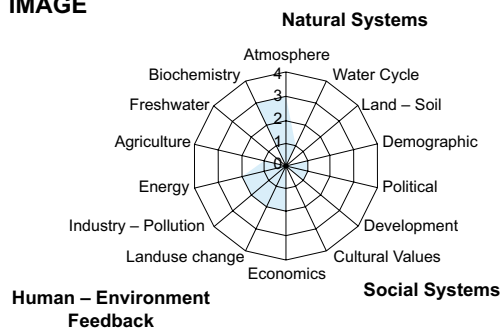 IMAGE
Natural Systems
Atmosphere
Biochemistry
Water Cycle
Freshwater
Land – Soil
Agriculture
Demographic
Energy
Political
Industry – Pollution
Development
Landuse change
Cultural Values
Economics
4
3
2
1
0
Human – Environment
Feedback
Social Systems